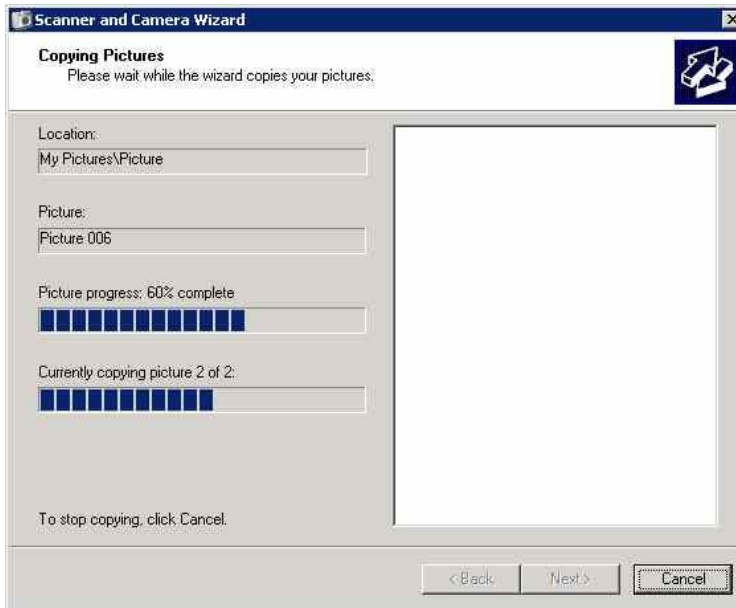 Scanner and Camera Wizard
Copying Pictures
Please wait while the wizard copies your pictures.
Location:
My Pictures\Picture
Picture:
Picture 006
Picture progress: 60% complete
Currently copying picture 2 of 2:
To stop copying, click Cancel.
< Back
Next >
Cancel